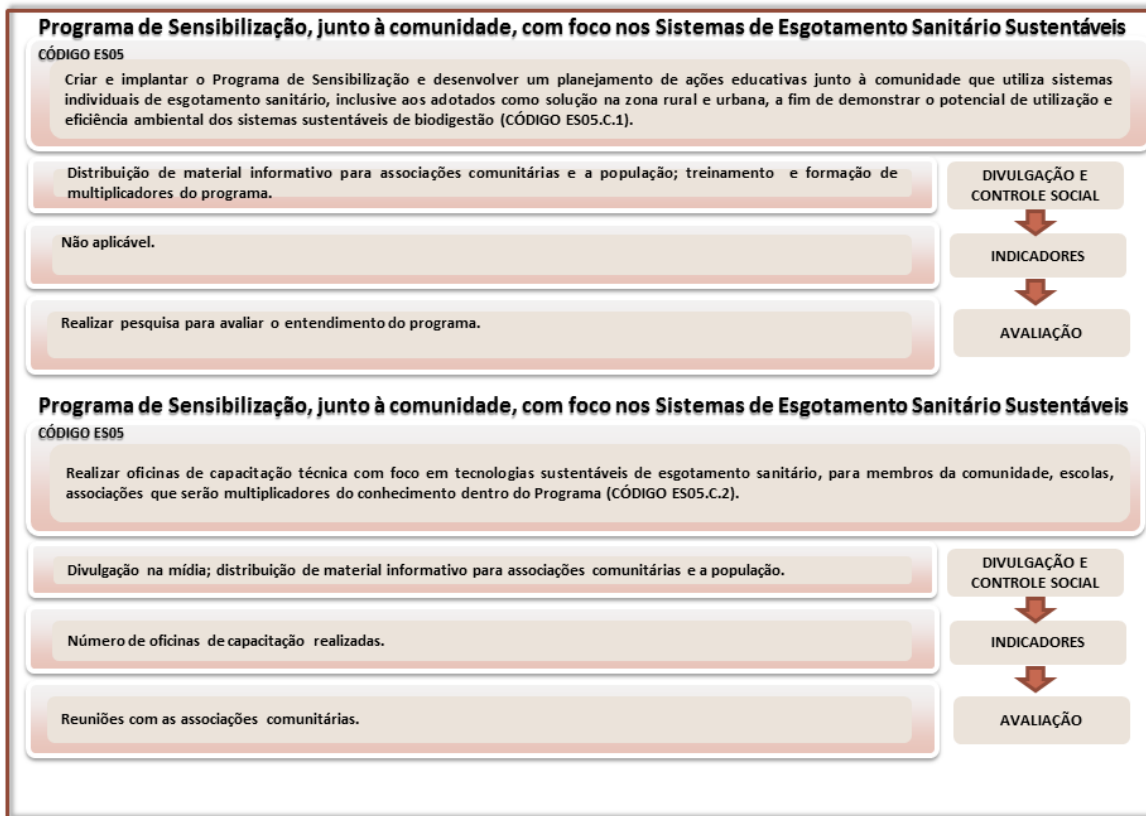 Programa de Sensibilização, junto à comunidade, com foco nos Sistemas de Esgotamento Sanitário Sustentáveis
CÓDIGO ES05
Criar e implantar o Programa de Sensibilização e desenvolver um planejamento de ações educativas junto à comunidade que utiliza sistemas
individuais de esgotamento sanitário, inclusive aos adotados como solução na zona rural e urbana, a fim de demonstrar o potencial de utilização e
eficiência ambiental dos sistemas sustentáveis de biodigestão (CÓDIGO ES05.C.1).
Distribuição de material informativo para associações comunitárias e a população; treinamento e formação de
multiplicadores do programa.
DIVULGAÇÃO E
CONTROLE SOCIAL
Não aplicável.
INDICADORES
Realizar pesquisa para avaliar o entendimento do programa.
AVALIAÇÃO
Programa de Sensibilização, junto à comunidade, com foco nos Sistemas de Esgotamento Sanitário Sustentáveis
CÓDIGO ES05
Realizar oficinas de capacitação técnica com foco em tecnologias sustentáveis de esgotamento sanitário, para membros da comunidade, escolas,
associações que serão multiplicadores do conhecimento dentro do Programa (CÓDIGO ES05.C.2).
Divulgação na mídia; distribuição de material informativo para associações comunitárias e a população.
DIVULGAÇÃO E
CONTROLE SOCIAL
Número de oficinas de capacitação realizadas.
INDICADORES
Reuniões com as associações comunitárias.
AVALIAÇÃO